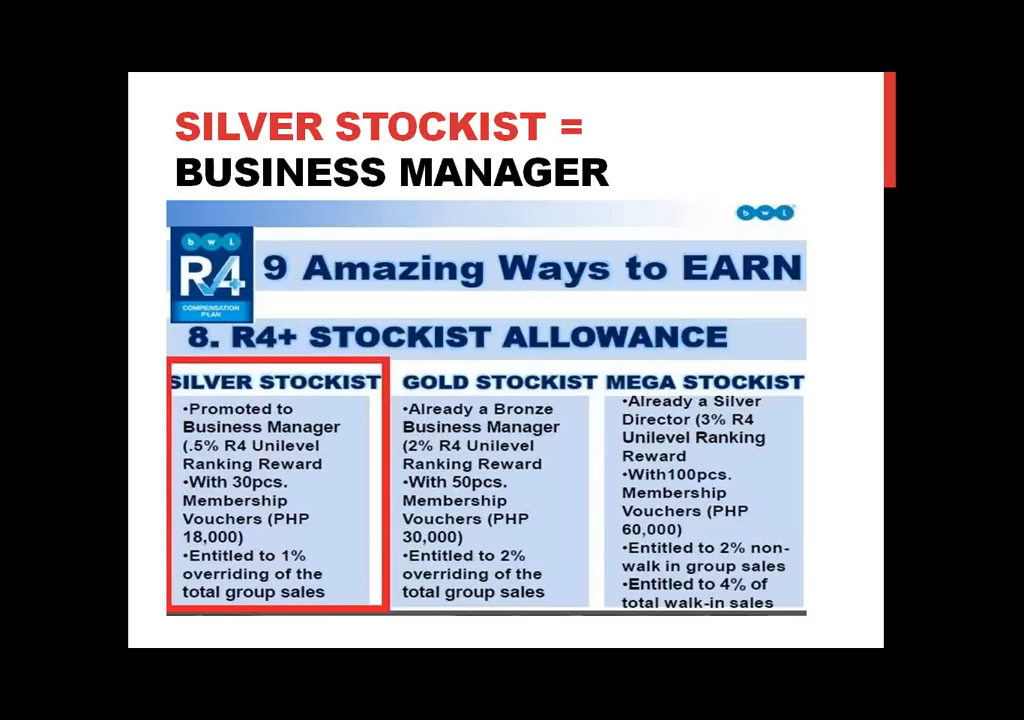 SILVER STOCKIST =
BUSINESS MANAGER
b w L
b w L
R4+
COMPENSATION
PLAN
9 Amazing Ways to EARN
8. R4+ STOCKIST ALLOWANCE
SILVER STOCKIST
•Promoted to
Business Manager
(.5% R4 Unilevel
Ranking Reward
•With 30pcs.
Membership
Vouchers (PHP
18,000)
•Entitled to 1%
overriding of the
total group sales
GOLD STOCKIST
•Already a Bronze
Business Manager
(2% R4 Unilevel
Ranking Reward
•With 50pcs.
Membership
Vouchers (PHP
30,000)
•Entitled to 2%
overriding of the
total group sales
MEGA STOCKIST
•Already a Silver
Director (3% R4
Unilevel Ranking
Reward
•With100pcs.
Membership
Vouchers (PHP
60,000)
•Entitled to 2% non-
walk in group sales
•Entitled to 4% of
total walk-in sales